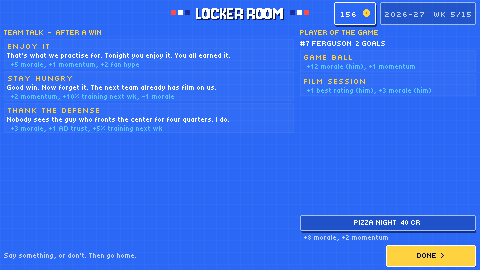 LOCKER ROOM
156
2026-27 WK 5/15
TEAM TALK - AFTER A WIN
ENJOY IT
That's what we practise for. Tonight you enjoy it. You all earned it.
+5 morale, +1 momentum, +2 fan hype
STAY HUNGRY
Good win. Now forget it. The next team already has film on us.
+2 momentum, +10% training next wk, -1 morale
THANK THE DEFENSE
Nobody sees the guy who fronts the center for four quarters. I do.
+3 morale, +1 AD trust, +5% training next wk
PLAYER OF THE GAME
#7 FERGUSON 2 GOALS
GAME BALL
+12 morale (him), +1 momentum
FILM SESSION
+1 best rating (him), +3 morale (him)
PIZZA NIGHT 40 CR
+8 morale, +2 momentum
Say something, or don't. Then go home.
DONE >